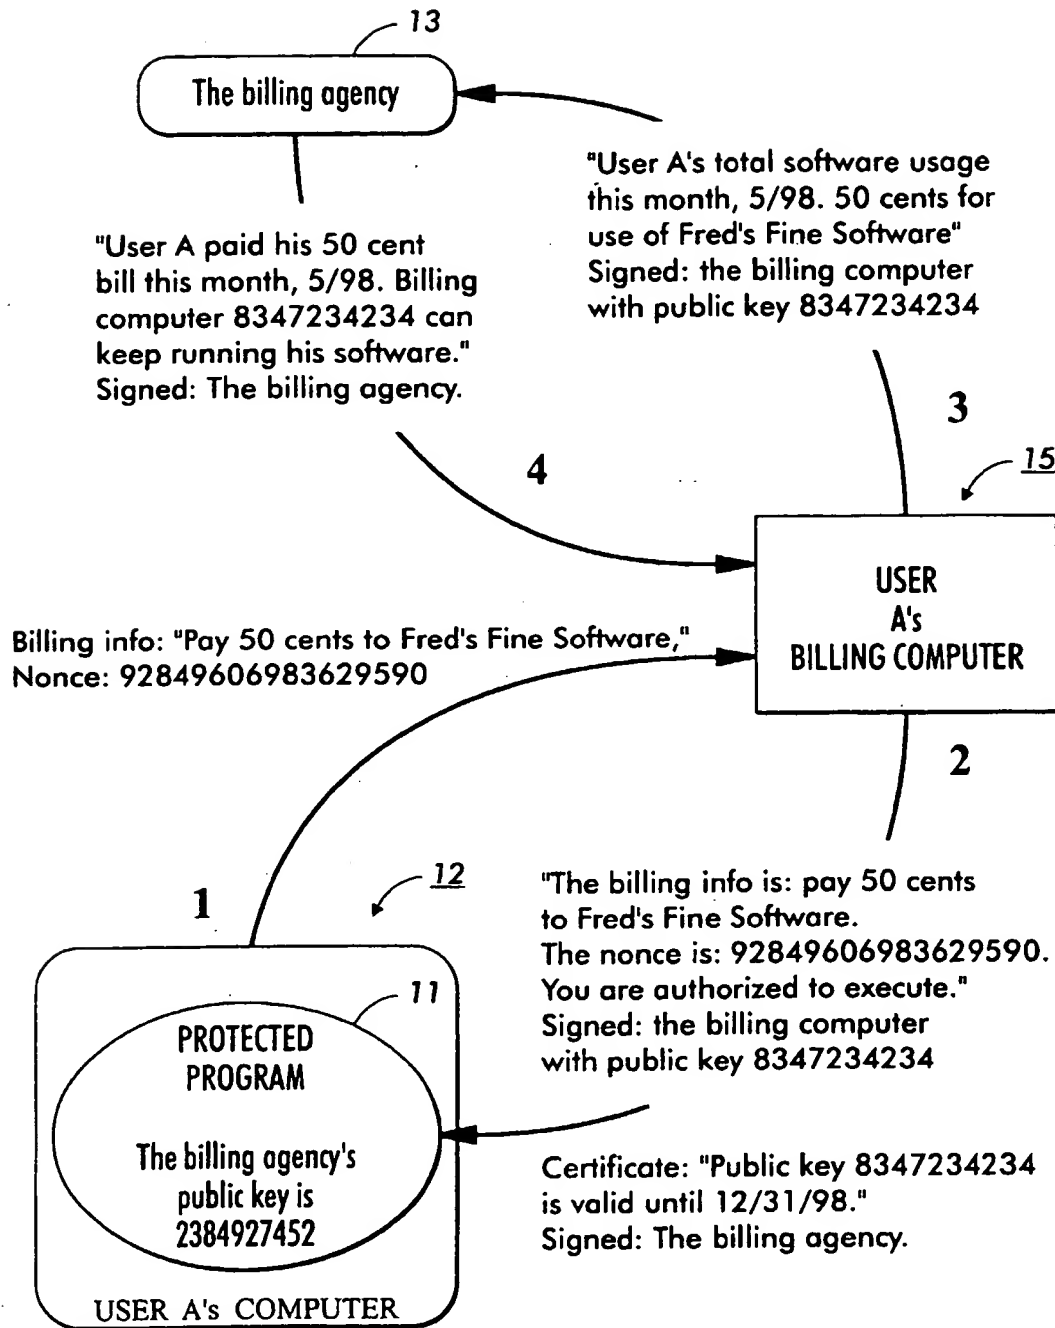 13
The billing agency
"User A's total software usage
this month, 5/98. 50 cents for
use of Fred's Fine Software"
Signed: the billing computer
with public key 8347234234
"User A paid his 50 cent
bill this month, 5/98. Billing
computer 8347234234 can
keep running his software."
Signed: The billing agency.
3
4
15
USER
A's
BILLING COMPUTER
Billing info: "Pay 50 cents to Fred's Fine Software,"
Nonce: 92849606983629590
2
1
12
"The billing info is: pay 50 cents
to Fred's Fine Software.
The nonce is: 92849606983629590.
You are authorized to execute."
Signed: the billing computer
with public key 8347234234
11
PROTECTED
PROGRAM
The billing agency's
public key is
2384927452
Certificate: "Public key 8347234234
is valid until 12/31/98."
Signed: The billing agency.
USER A's COMPUTER